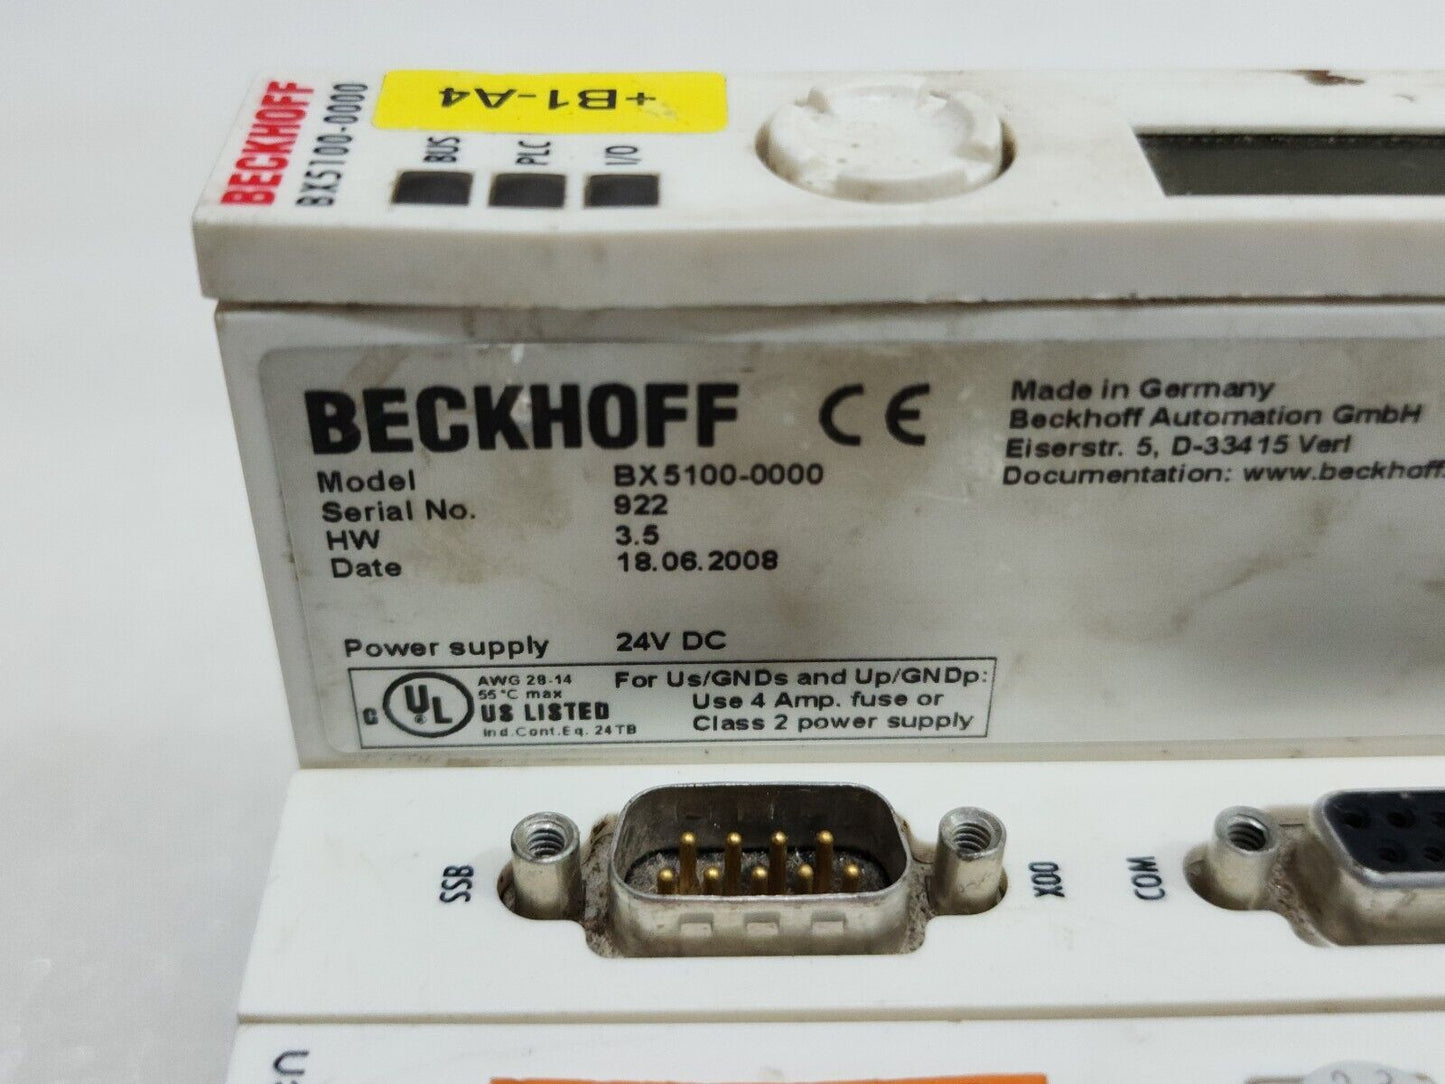 BECKHOFF
BX5100-0000
+B1-A4
BUS
PLC
I/O
BECKHOFF CE
Made in Germany
Beckhoff Automation GmbH
Eiserstr. 5, D-33415 Verl
Documentation: www.beckhoff.
Model BX5100-0000
Serial No. 922
HW 3.5
Date 18.06.2008
Power supply 24V DC
c UL ®
AWG 28-14
55°C max
US LISTED
Ind.Cont.Eq. 24TB
For Us/GNDs and Up/GNDp:
Use 4 Amp. fuse or
Class 2 power supply
SSB
X00
COM